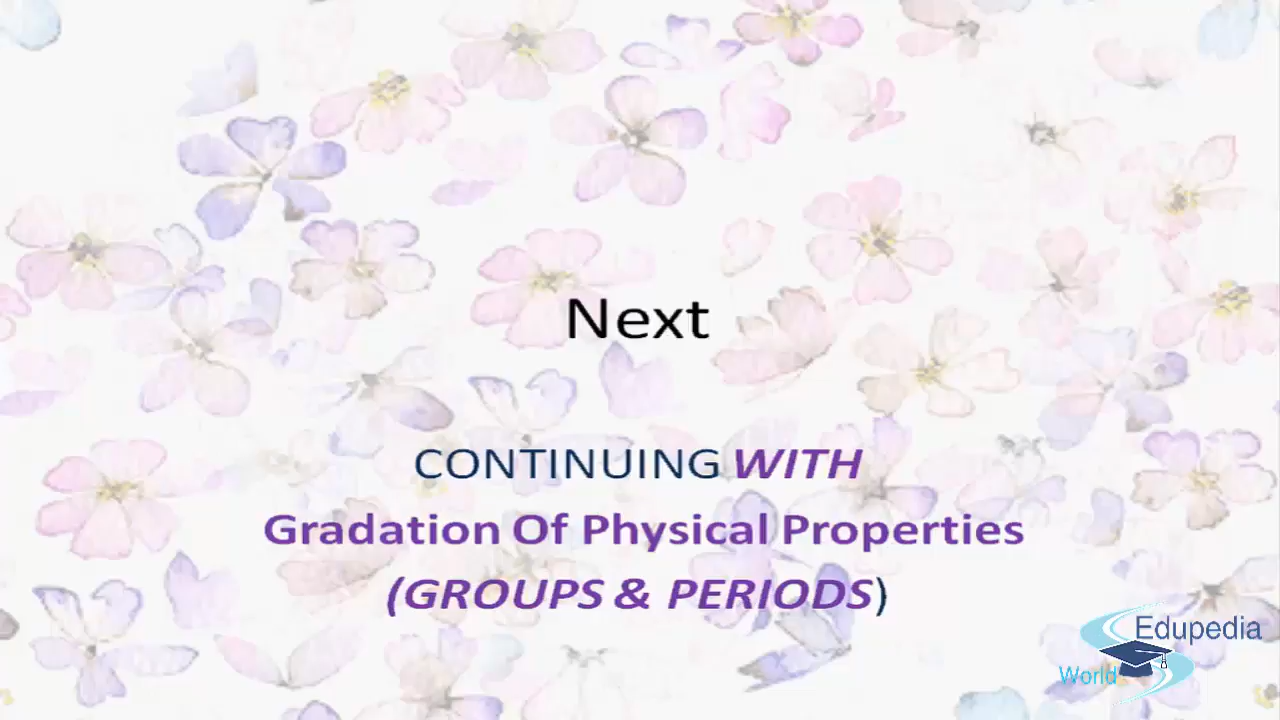 Next
CONTINUING WITH
Gradation Of Physical Properties
(GROUPS & PERIODS)
Edupedia
World